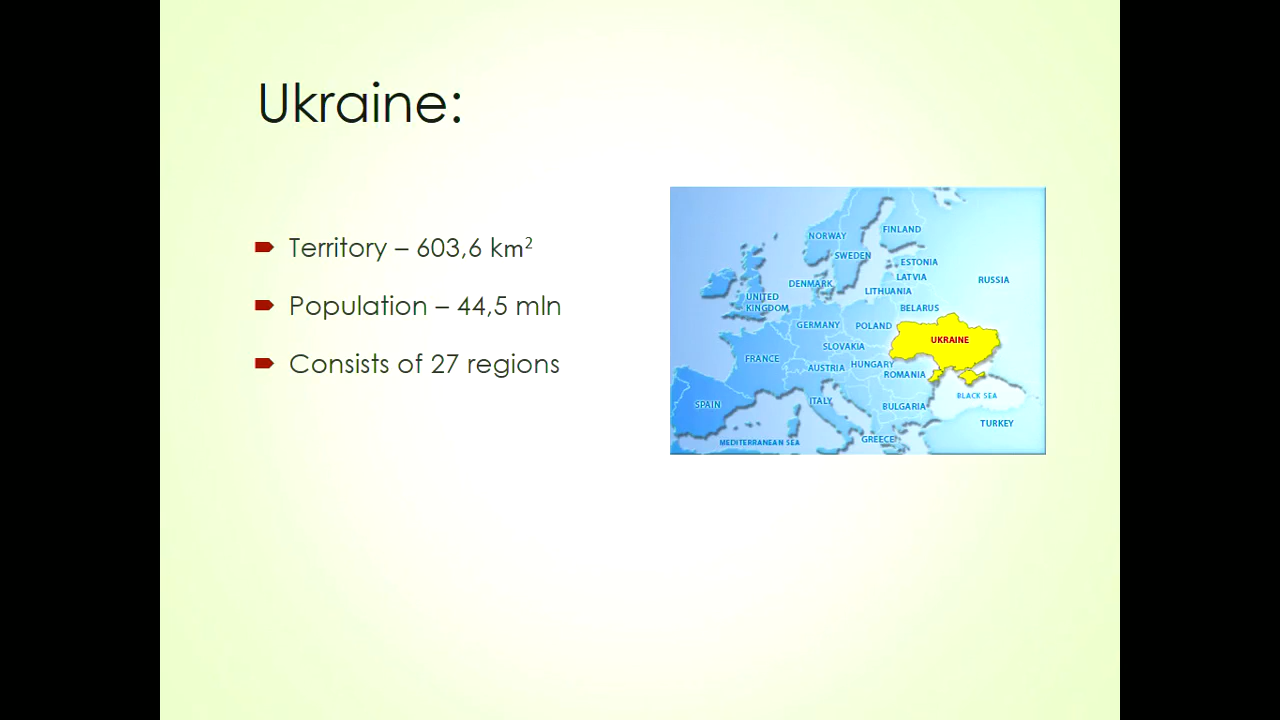 Ukraine:
Territory – 603,6 km²
Population – 44,5 mln
Consists of 27 regions
NORWAY
FINLAND
SWEDEN
ESTONIA
LATVIA
RUSSIA
DENMARK
LITHUANIA
UNITED
KINGDOM
BELARUS
GERMANY
POLAND
UKRAINE
SLOVAKIA
FRANCE
AUSTRIA
HUNGARY
ROMANIA
BLACK SEA
SPAIN
ITALY
BULGARIA
TURKEY
MEDITERRANEAN SEA
GREECE